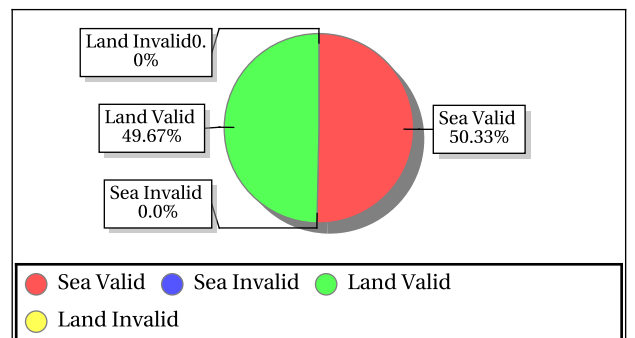 Land Invalid0.
0%
Land Valid
49.67%
Sea Valid
50.33%
Sea Invalid
0.0%
Sea Valid
Sea Invalid
Land Valid
Land Invalid